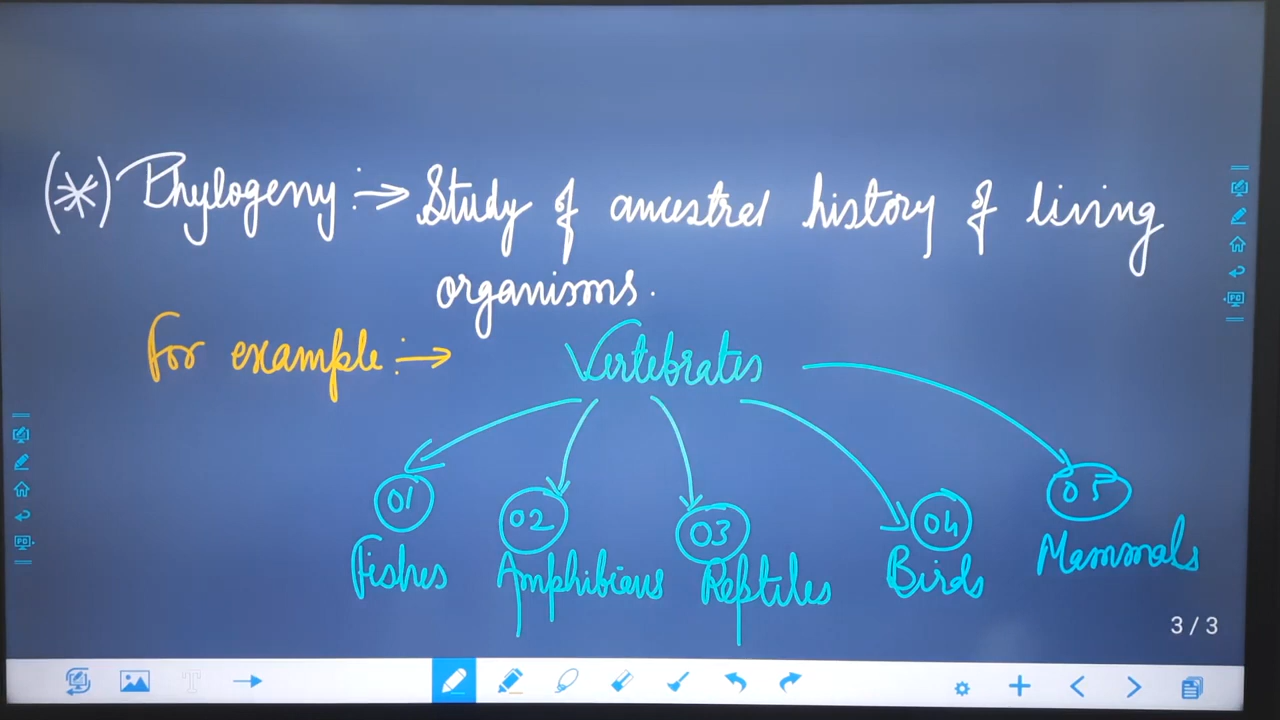 (*) Phylogeny :→ Study of ancestral history of living
organisms.
For example :→ Vertebrates
01 02 03 04 05
Fishes Amphibians Reptiles Birds Mammals
3 / 3